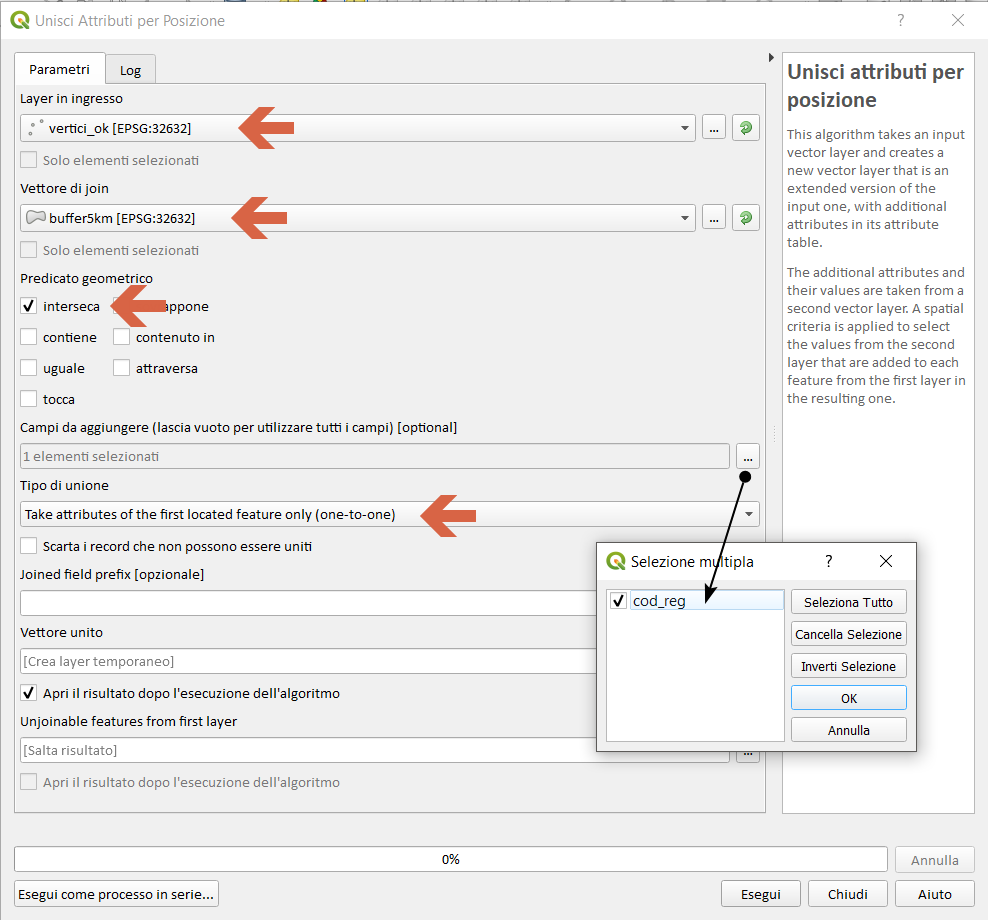 Unisci Attributi per Posizione
?
Parametri
Log
Layer in ingresso
vertici_ok [EPSG:32632]
...
Solo elementi selezionati
Vettore di join
buffer5km [EPSG:32632]
...
Solo elementi selezionati
Predicato geometrico
interseca
appone
contiene
contenuto in
uguale
attraversa
tocca
Campi da aggiungere (lascia vuoto per utilizzare tutti i campi) [optional]
1 elementi selezionati
...
Tipo di unione
Take attributes of the first located feature only (one-to-one)
Scarta i record che non possono essere uniti
Joined field prefix [opzionale]
Vettore unito
[Crea layer temporaneo]
Apri il risultato dopo l'esecuzione dell'algoritmo
Unjoinable features from first layer
[Salta risultato]
...
Apri il risultato dopo l'esecuzione dell'algoritmo
Selezione multipla
?
cod_reg
Seleziona Tutto
Cancella Selezione
Inverti Selezione
OK
Annulla
Unisci attributi per
posizione
This algorithm takes an input
vector layer and creates a
new vector layer that is an
extended version of the
input one, with additional
attributes in its attribute
table.
The additional attributes and
their values are taken from a
second vector layer. A spatial
criteria is applied to select
the values from the second
layer that are added to each
feature from the first layer in
the resulting one.
0%
Annulla
Esegui come processo in serie...
Esegui
Chiudi
Aiuto